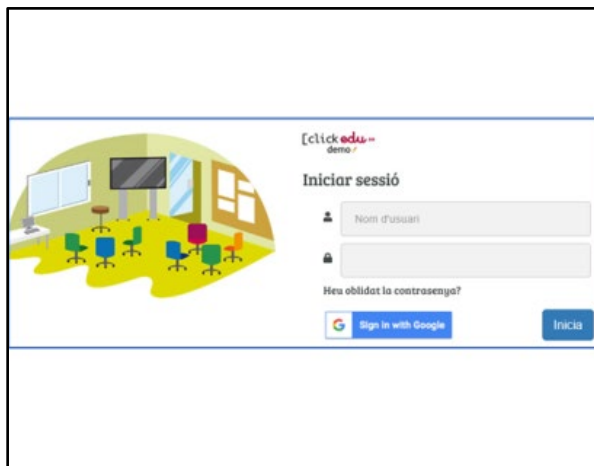 [clickedu
demo
Iniciar sessió
Nom d'usuari
Heu oblidat la contrasenya?
Sign in with Google
Inicia